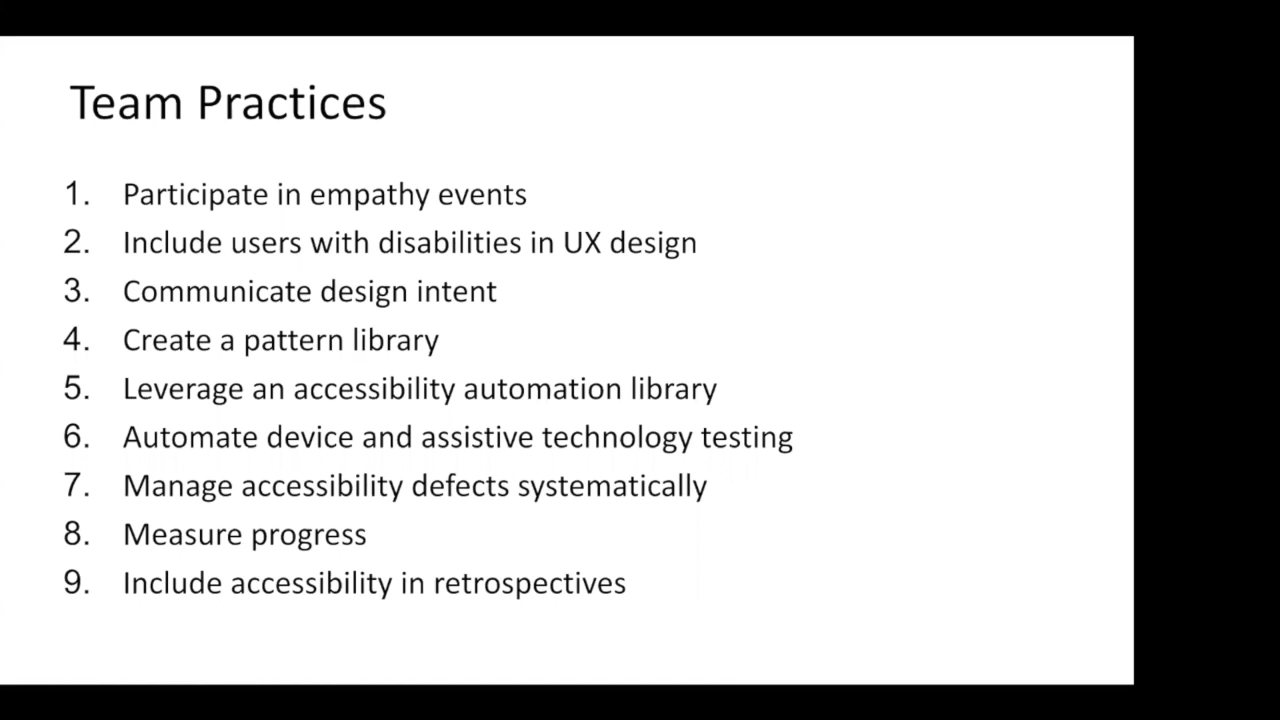 Team Practices
1. Participate in empathy events
2. Include users with disabilities in UX design
3. Communicate design intent
4. Create a pattern library
5. Leverage an accessibility automation library
6. Automate device and assistive technology testing
7. Manage accessibility defects systematically
8. Measure progress
9. Include accessibility in retrospectives